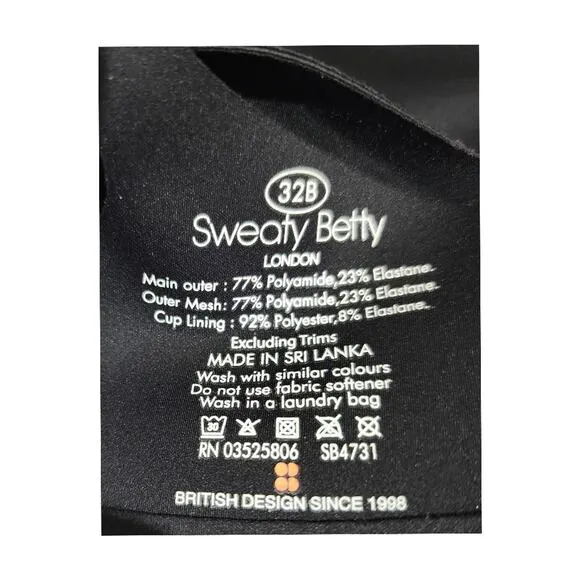 32B
Sweaty Betty
LONDON
Main outer : 77% Polyamide,23% Elastane.
Outer Mesh: 77% Polyamide,23% Elastane.
Cup Lining : 92% Polyester,8% Elastane.
Excluding Trims
MADE IN SRI LANKA
Wash with similar colours
Do not use fabric softener
Wash in a laundry bag
30
RN 03525806 SB4731
BRITISH DESIGN SINCE 1998